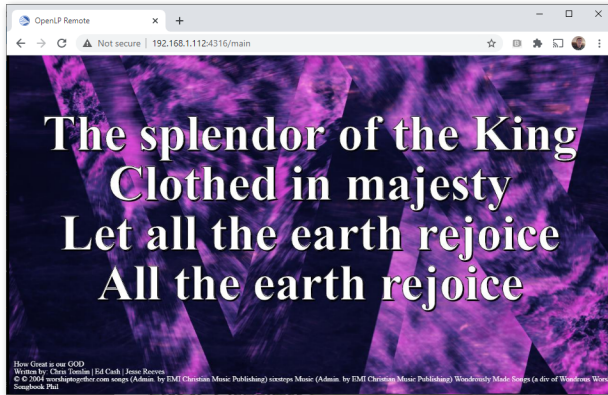 OpenLP Remote
Not secure | 192.168.1.112:4316/main
The splendor of the King
Clothed in majesty
Let all the earth rejoice
All the earth rejoice
How Great is our GOD
Written by: Chris Tomlin | Ed Cash | Jesse Reeves
© © 2004 worshiptogether.com songs (Admin. by EMI Christian Music Publishing) sixsteps Music (Admin. by EMI Christian Music Publishing) Wondrously Made Songs (a div of Wondrous Wors
Songbook Phil